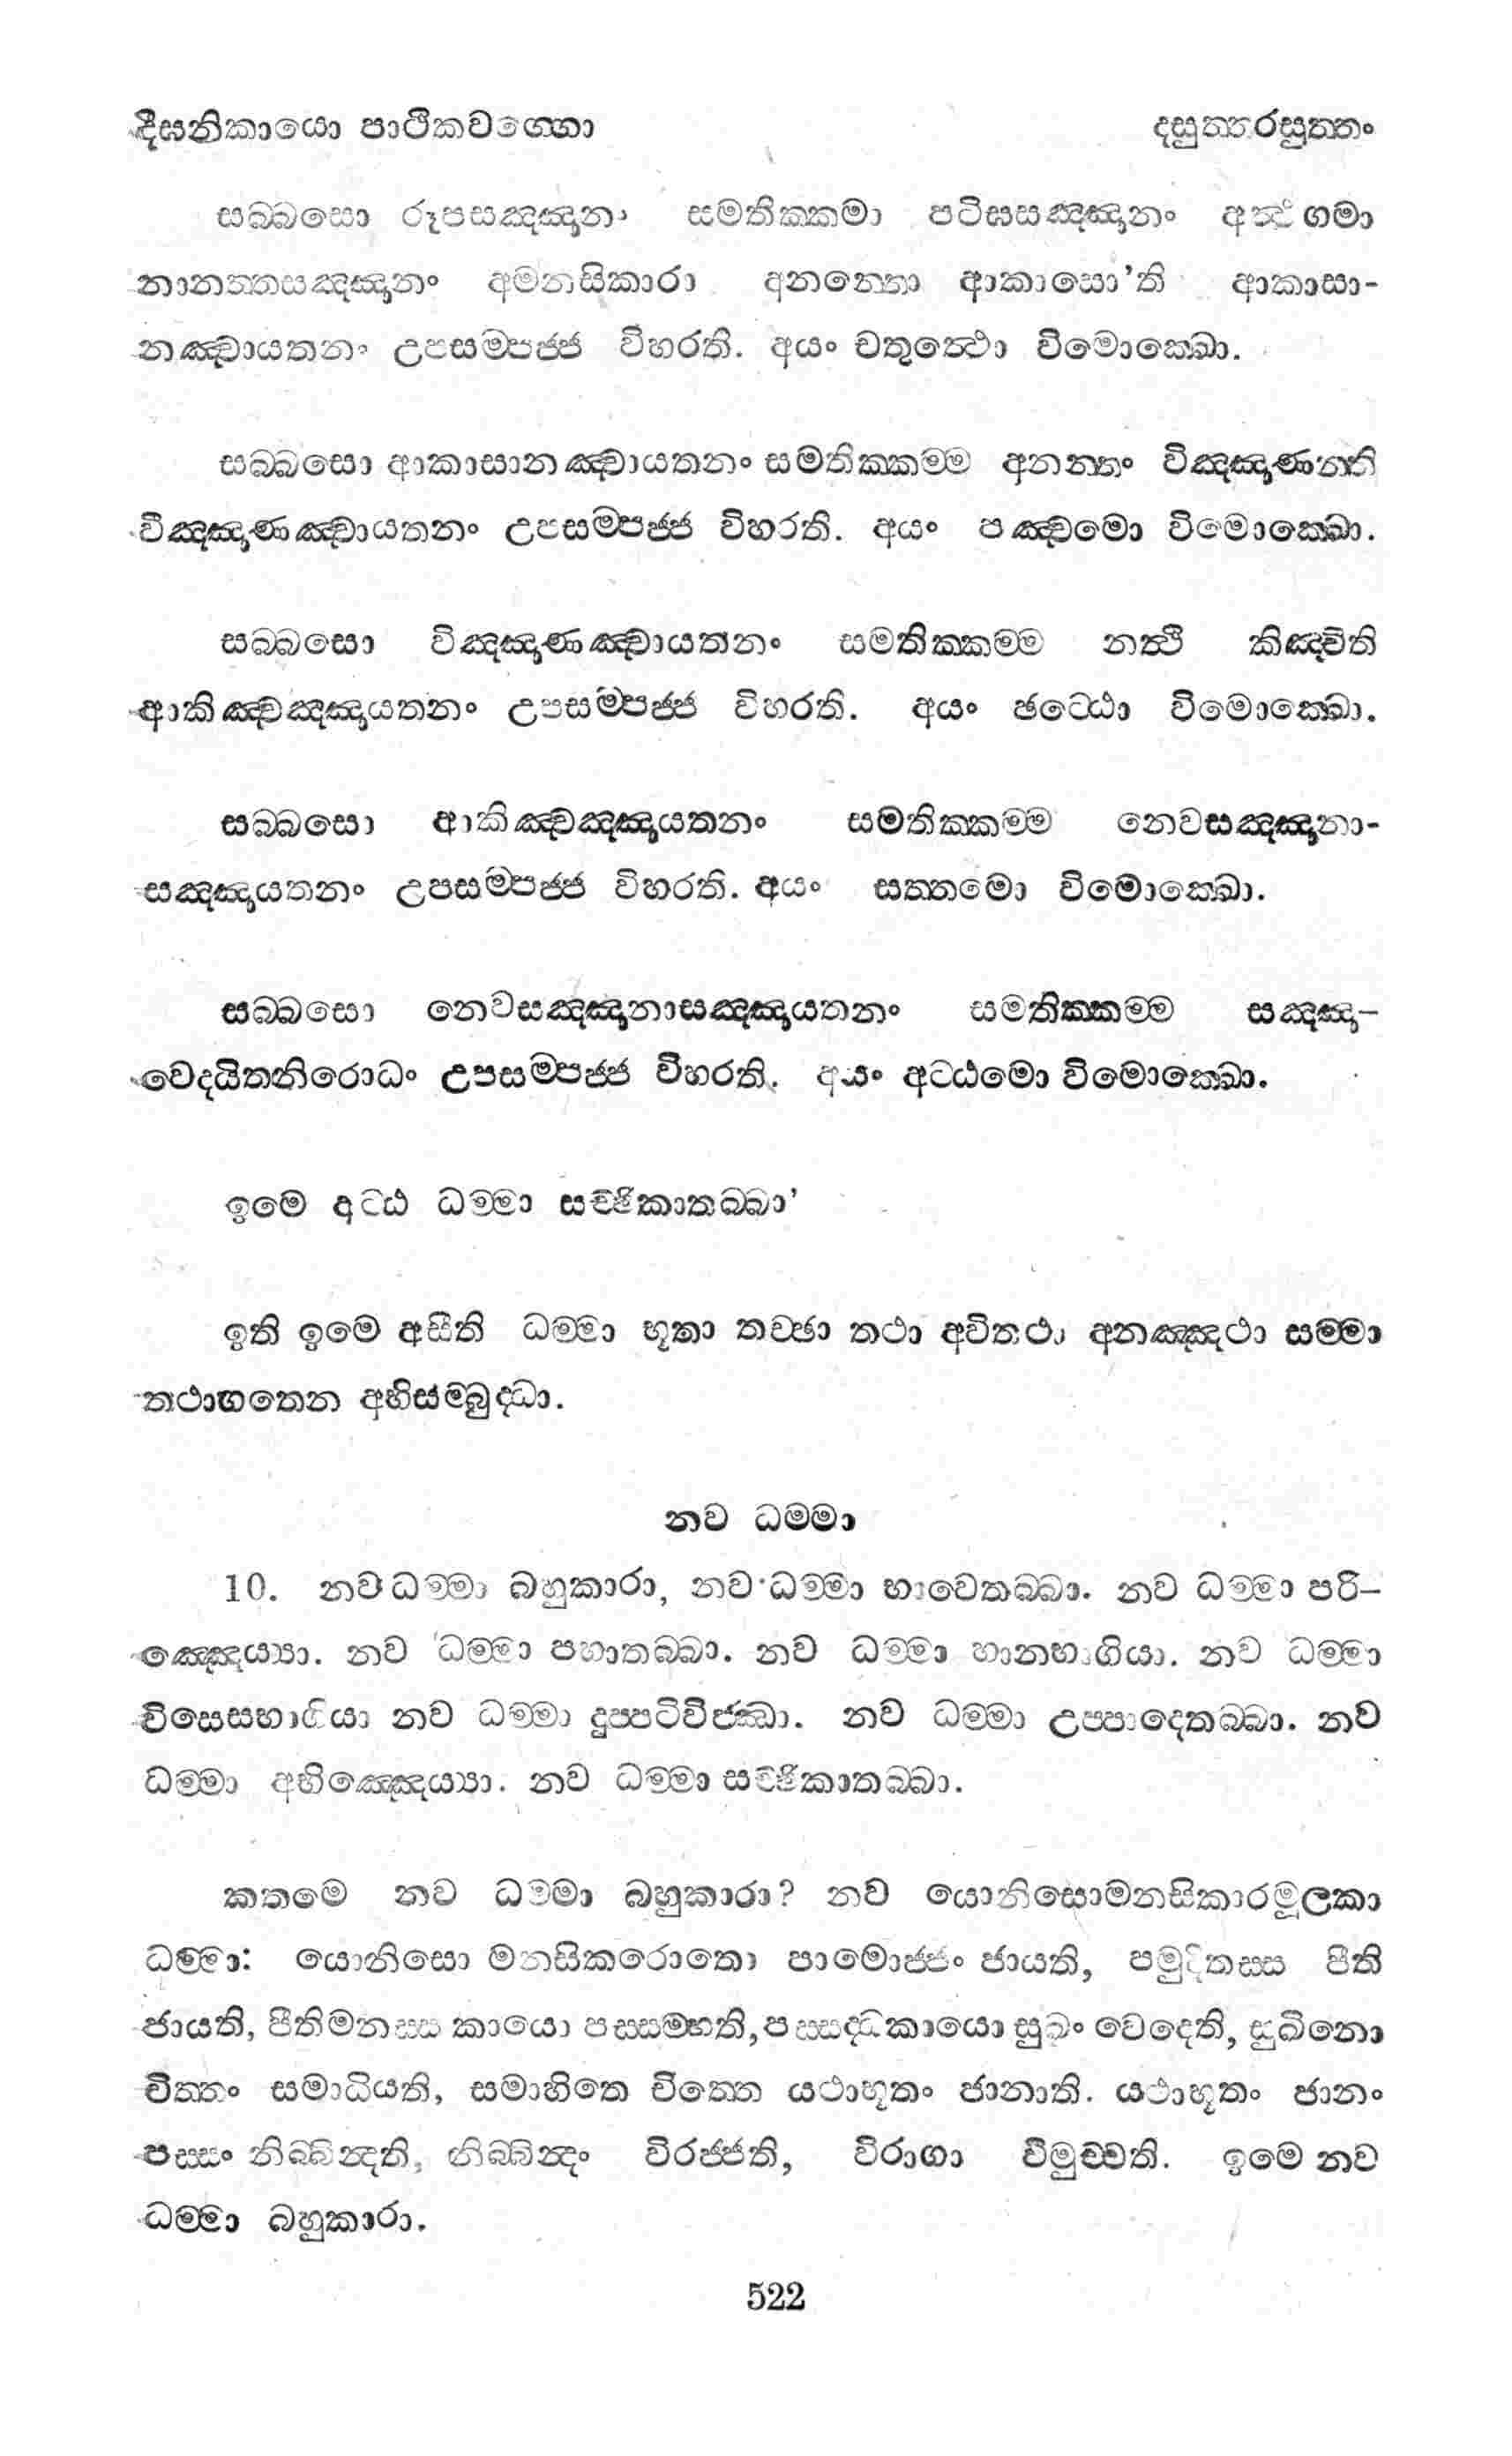 දීඝනිකායො පාථිකවග්ගො දසුත්තරසුත්තං
සබ්බසො රූපසඤ්ඤානං සමතික්කමා පටිඝසඤ්ඤානං අත්ථගමා
නානත්තසඤ්ඤානං අමනසිකාරා අනන්තො ආකාසො'ති ආකාසා-
නඤ්චායතනං උපසම්පජ්ජ විහරති. අයං චතුත්ථො විමොක්ඛො.
සබ්බසො ආකාසානඤ්චායතනං සමතික්කම්ම අනන්තං විඤ්ඤාණන්ති
විඤ්ඤාණඤ්චායතනං උපසම්පජ්ජ විහරති. අයං පඤ්චමො විමොක්ඛො.
සබ්බසො විඤ්ඤාණඤ්චායතනං සමතික්කම්ම නත්ථි කිඤ්චිති
ආකිඤ්චඤ්ඤායතනං උපසම්පජ්ජ විහරති. අයං ඡට්ඨො විමොක්ඛො.
සබ්බසො ආකිඤ්චඤ්ඤායතනං සමතික්කම්ම නෙවසඤ්ඤානා-
සඤ්ඤායතනං උපසම්පජ්ජ විහරති. අයං සත්තමො විමොක්ඛො.
සබ්බසො නෙවසඤ්ඤානාසඤ්ඤායතනං සමතික්කම්ම සඤ්ඤා-
වෙදයිතනිරොධං උපසම්පජ්ජ විහරති. අයං අට්ඨමො විමොක්ඛො.
ඉමෙ අට්ඨ ධම්මා සච්ඡිකාතබ්බා'
ඉති ඉමෙ අසීති ධම්මා භූතා තච්ඡා තථා අවිතථා අනඤ්ඤථා සම්මා
තථාගතෙන අභිසම්බුද්ධා.
නව ධම්මා
10. නව ධම්මා බහුකාරා, නව ධම්මා භාවෙතබ්බා. නව ධම්මා පරි-
ඤ්ඤෙය්‍යා. නව ධම්මා පහාතබ්බා. නව ධම්මා හානභාගියා. නව ධම්මා
විසෙසභාගියා නව ධම්මා දුප්පටිවිජ්ඣා. නව ධම්මා උප්පාදෙතබ්බා. නව
ධම්මා අභිඤ්ඤෙය්‍යා. නව ධම්මා සච්ඡිකාතබ්බා.
කතමෙ නව ධම්මා බහුකාරා? නව යොනිසොමනසිකාරමූලකා
ධම්මා: යොනිසො මනසිකරොතො පාමොජ්ජං ජායති, පමුදිතස්ස පීති
ජායති, පීතිමනස්ස කායො පස්සම්භති, පස්සද්ධකායො සුඛං වෙදෙති, සුඛිනො
චිත්තං සමාධියති, සමාහිතෙ චිත්තෙ යථාභූතං ජානාති. යථාභූතං ජානං
පස්සං නිබ්බින්දති, නිබ්බින්දං විරජ්ජති, විරාගා විමුච්චති. ඉමෙ නව
ධම්මා බහුකාරා.
522